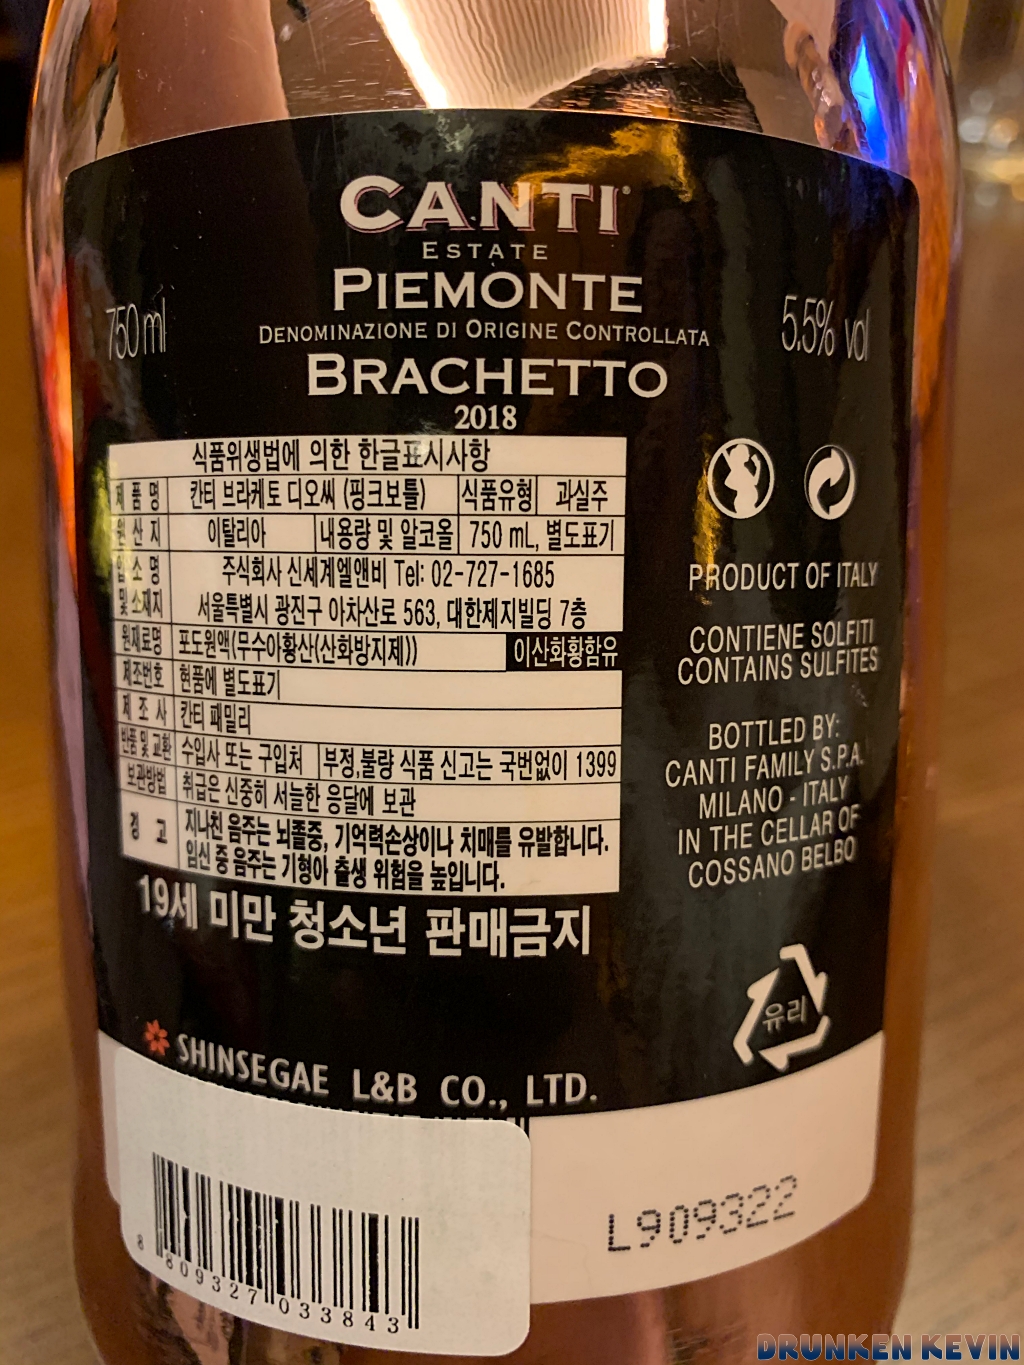 CANTI
ESTATE
PIEMONTE
DENOMINAZIONE DI ORIGINE CONTROLLATA
BRACHETTO
2018
750 ml
5.5% vol
식품위생법에 의한 한글표시사항
제 품 명 칸티 브라케토 디오씨 (핑크보틀) 식품유형 과실주
원 산 지 이탈리아 내용량 및 알코올 750 mL, 별도표기
업 소 명 주식회사 신세계엘앤비 Tel: 02-727-1685
및 소재지 서울특별시 광진구 아차산로 563, 대한제지빌딩 7층
원재료명 포도원액(무수아황산(산화방지제)) 이산화황함유
제조번호 현품에 별도표기
제 조 사 칸티 패밀리
반품 및 교환 수입사 또는 구입처 부정,불량 식품 신고는 국번없이 1399
보관방법 취급은 신중히 서늘한 응달에 보관
경 고 지나친 음주는 뇌졸중, 기억력손상이나 치매를 유발합니다.
임신 중 음주는 기형아 출생 위험을 높입니다.
19세 미만 청소년 판매금지
PRODUCT OF ITALY
CONTIENE SOLFITI
CONTAINS SULFITES
BOTTLED BY:
CANTI FAMILY S.P.A.
MILANO - ITALY
IN THE CELLAR OF
COSSANO BELBO
유리
SHINSEGAE L&B CO., LTD.
8 809327 033843
L909322
DRUNKEN KEVIN